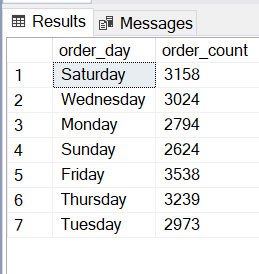 Results Messages
order_day order_count
1 Saturday 3158
2 Wednesday 3024
3 Monday 2794
4 Sunday 2624
5 Friday 3538
6 Thursday 3239
7 Tuesday 2973